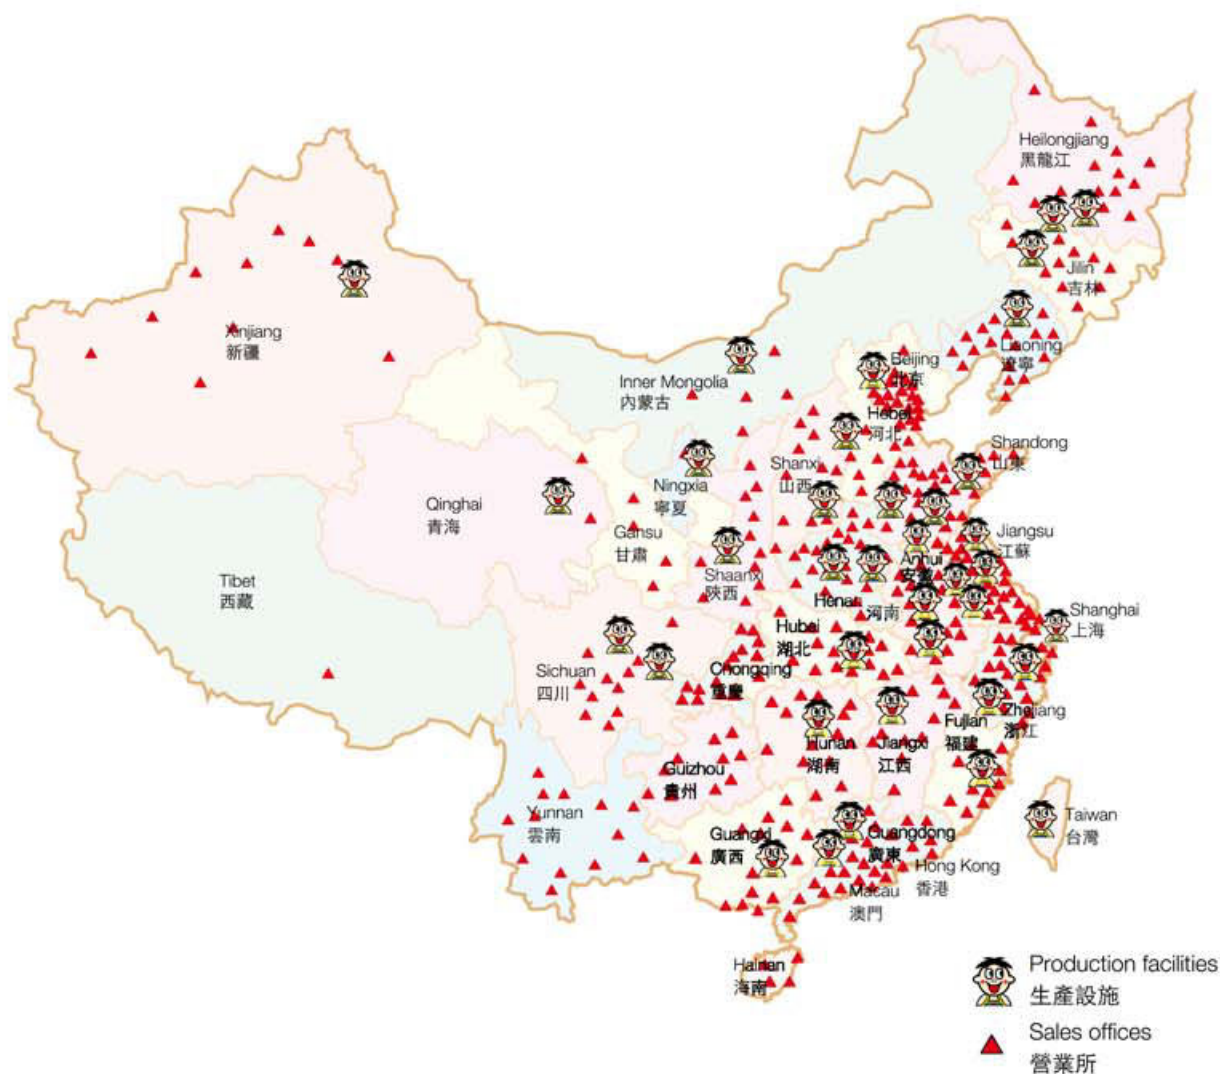 Heilongjiang
黑龍江
Jilin
吉林
Xinjiang
新疆
Liaoning
遼寧
Beijing
北京
Inner Mongolia
內蒙古
Hebei
河北
Shandong
山東
Shanxi
山西
Ningxia
寧夏
Qinghai
青海
Gansu
甘肅
Jiangsu
江蘇
Anhui
安徽
Shaanxi
陝西
Tibet
西藏
Henan
河南
Shanghai
上海
Hubai
湖北
Sichuan
四川
Chongqing
重慶
Zhejiang
浙江
Fujian
福建
Hunan
湖南
Jiangxi
江西
Guizhou
貴州
Yunnan
雲南
Taiwan
台灣
Guangxi
廣西
Guangdong
廣東
Hong Kong
香港
Macau
澳門
Hainan
海南
Production facilities
生產設施
Sales offices
營業所